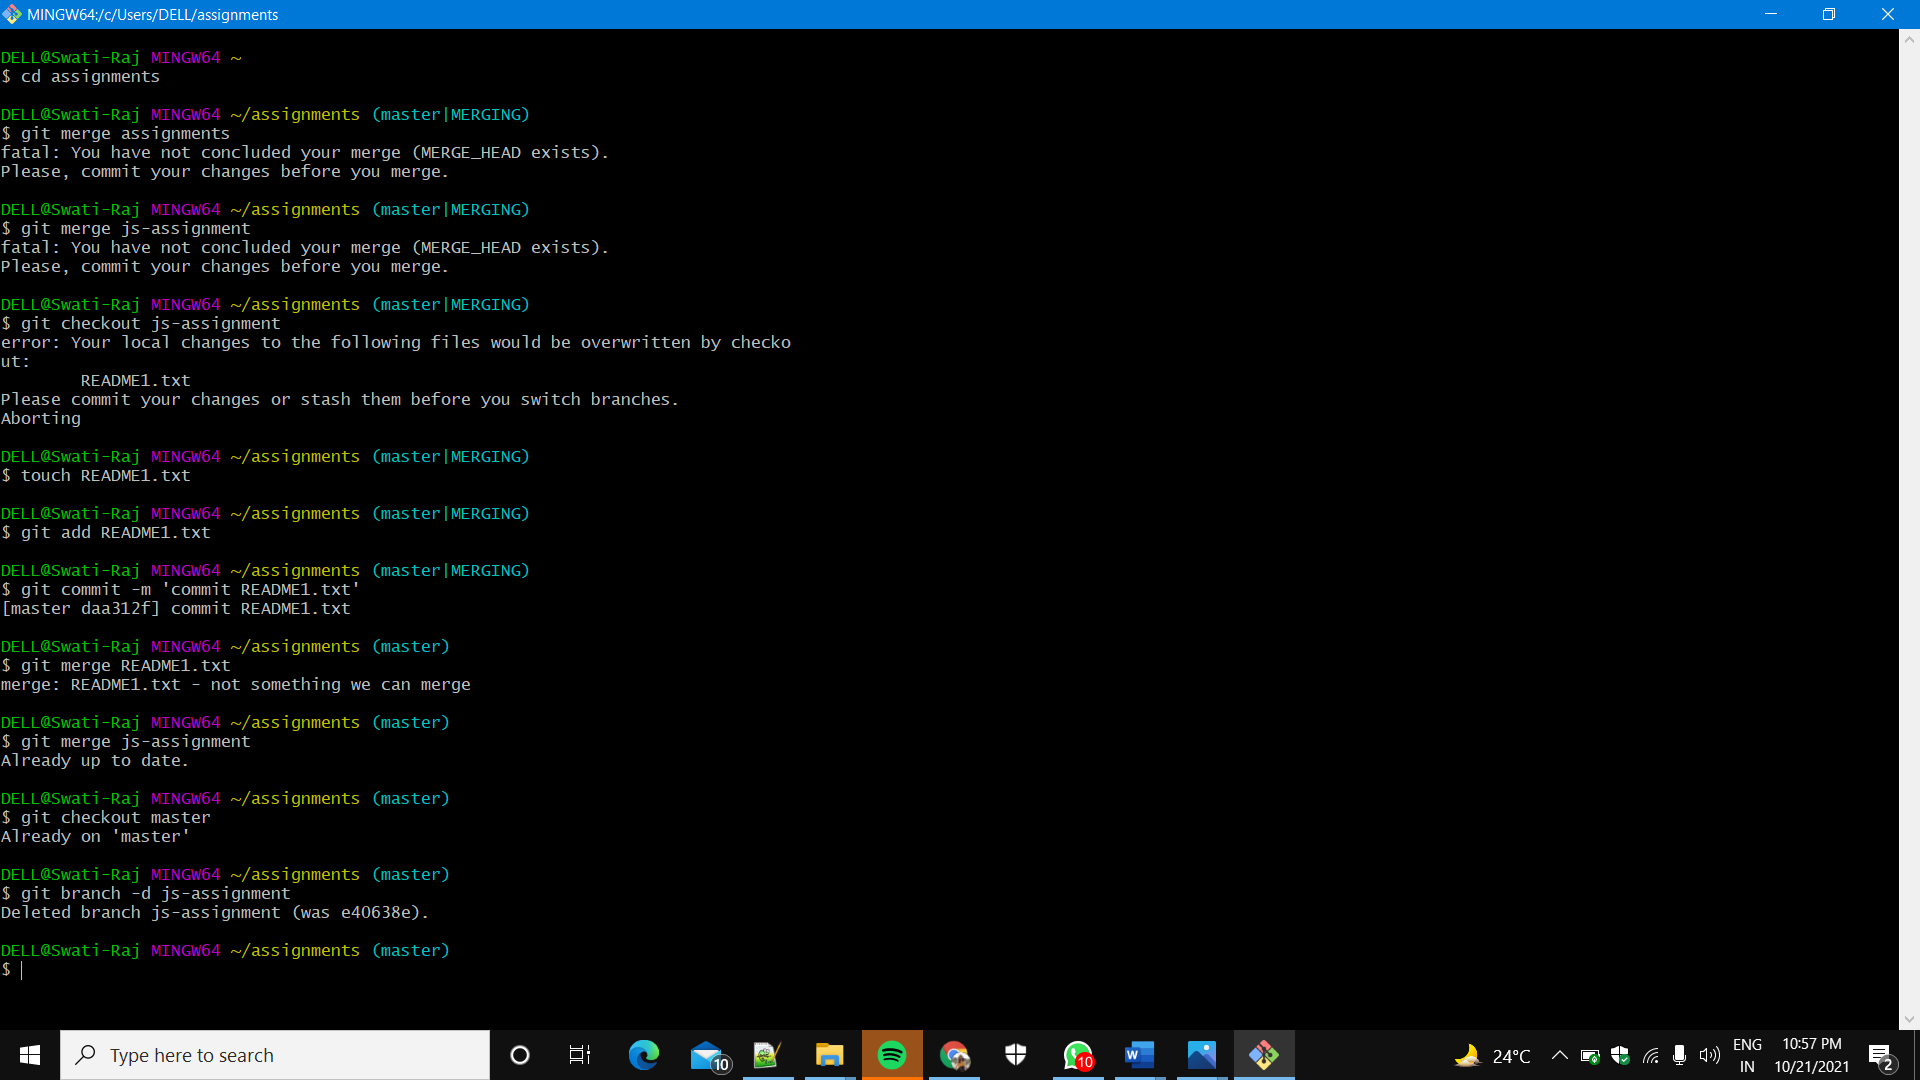 MINGW64:/c/Users/DELL/assignments
DELL@Swati-Raj MINGW64 ~
$ cd assignments
DELL@Swati-Raj MINGW64 ~/assignments (master|MERGING)
$ git merge assignments
fatal: You have not concluded your merge (MERGE_HEAD exists).
Please, commit your changes before you merge.
DELL@Swati-Raj MINGW64 ~/assignments (master|MERGING)
$ git merge js-assignment
fatal: You have not concluded your merge (MERGE_HEAD exists).
Please, commit your changes before you merge.
DELL@Swati-Raj MINGW64 ~/assignments (master|MERGING)
$ git checkout js-assignment
error: Your local changes to the following files would be overwritten by checko
ut:
README1.txt
Please commit your changes or stash them before you switch branches.
Aborting
DELL@Swati-Raj MINGW64 ~/assignments (master|MERGING)
$ touch README1.txt
DELL@Swati-Raj MINGW64 ~/assignments (master|MERGING)
$ git add README1.txt
DELL@Swati-Raj MINGW64 ~/assignments (master|MERGING)
$ git commit -m 'commit README1.txt'
[master daa312f] commit README1.txt
DELL@Swati-Raj MINGW64 ~/assignments (master)
$ git merge README1.txt
merge: README1.txt - not something we can merge
DELL@Swati-Raj MINGW64 ~/assignments (master)
$ git merge js-assignment
Already up to date.
DELL@Swati-Raj MINGW64 ~/assignments (master)
$ git checkout master
Already on 'master'
DELL@Swati-Raj MINGW64 ~/assignments (master)
$ git branch -d js-assignment
Deleted branch js-assignment (was e40638e).
DELL@Swati-Raj MINGW64 ~/assignments (master)
$
Type here to search
10
10
W
24°C
ENG
IN
10:57 PM
10/21/2021
2